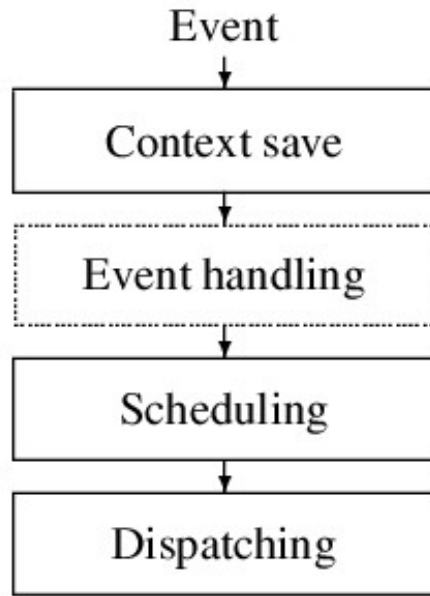 Event
Context save
Event handling
Scheduling
Dispatching